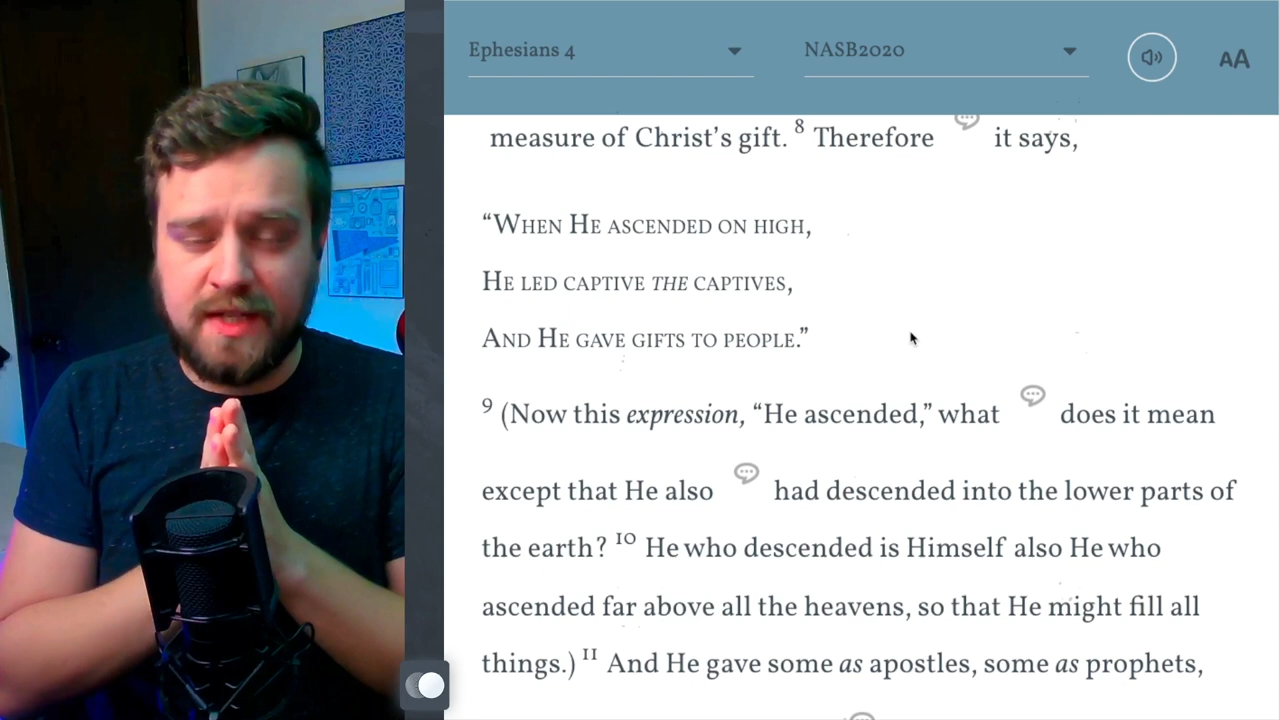 Ephesians 4
NASB2020
AA
measure of Christ's gift. 8 Therefore it says,
“WHEN HE ASCENDED ON HIGH,
HE LED CAPTIVE THE CAPTIVES,
AND HE GAVE GIFTS TO PEOPLE.”
9 (Now this expression, “He ascended,” what does it mean
except that He also had descended into the lower parts of
the earth? 10 He who descended is Himself also He who
ascended far above all the heavens, so that He might fill all
things.) 11 And He gave some as apostles, some as prophets,